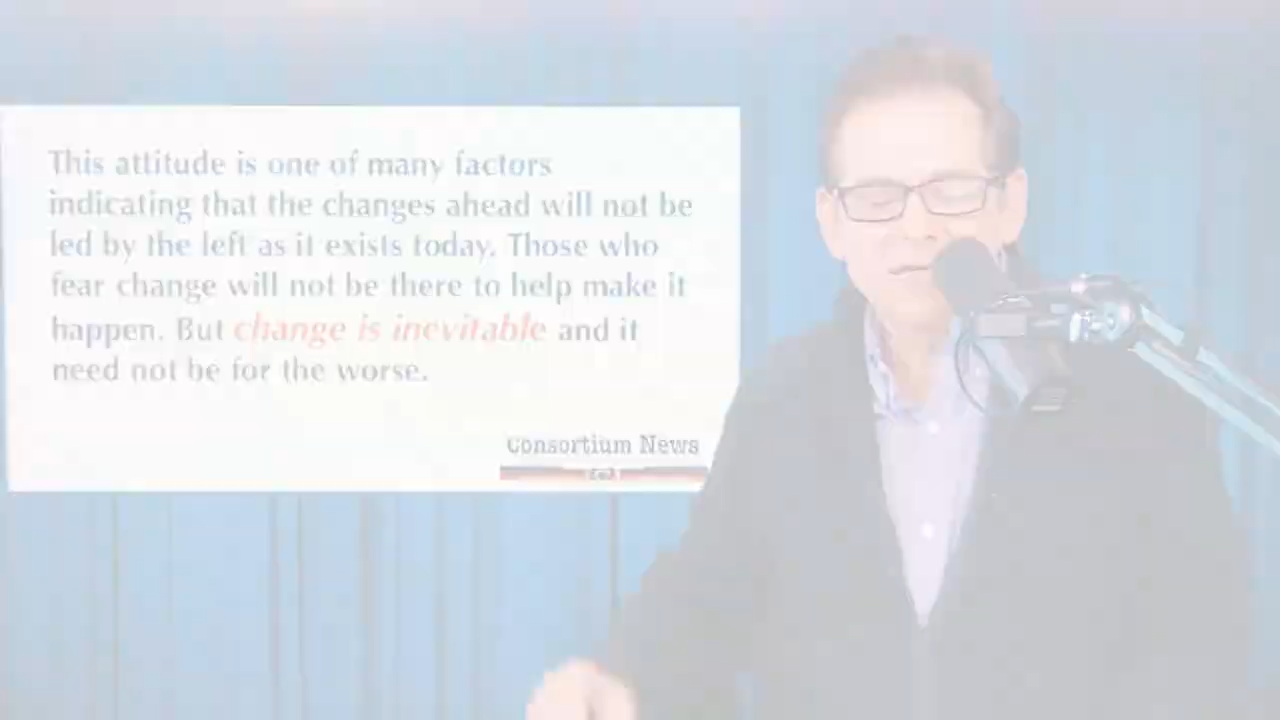 This attitude is one of many factors
indicating that the changes ahead will not be
led by the left as it exists today. Those who
fear change will not be there to help make it
happen. But change is inevitable and it
need not be for the worse.
Consortium News